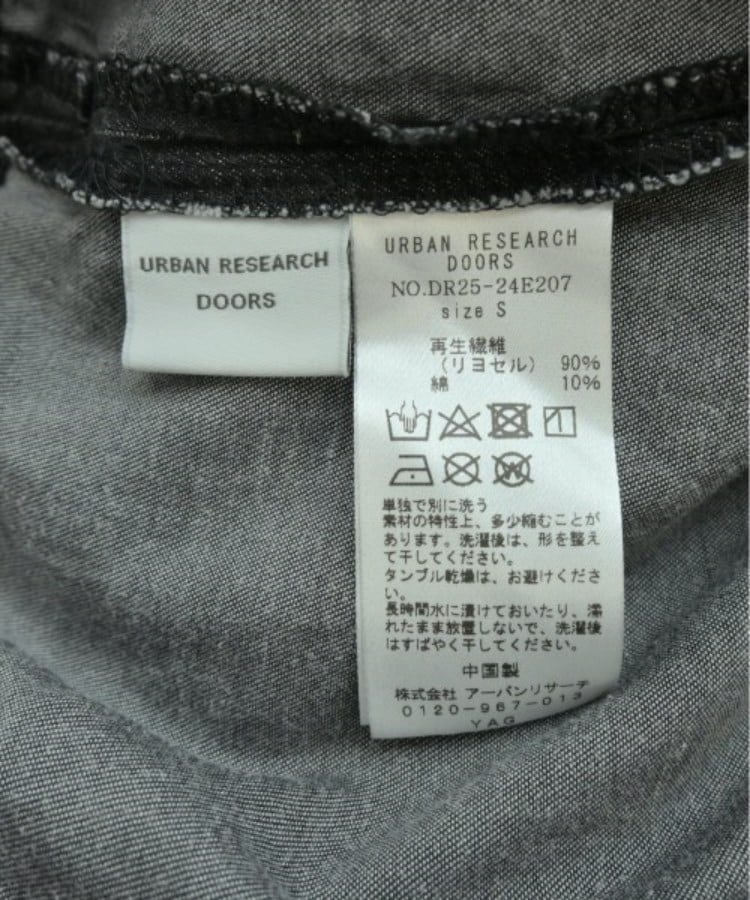 URBAN RESEARCH
DOORS
URBAN RESEARCH
DOORS
NO.DR25-24E207
size S
再生繊維
(リヨセル) 90%
綿 10%
単独で別に洗う
素材の特性上、多少縮むことが
あります。洗濯後は、形を整え
て干してください。
タンブル乾燥は、お避けくださ
い。
長時間水に漬けておいたり、濡
れたまま放置しないで、洗濯後
はすばやく干してください。
中国製
株式会社 アーバンリサーチ
0120-967-013
YAG